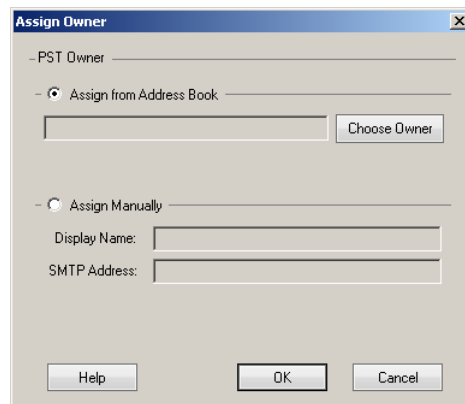 Assign Owner
PST Owner
Assign from Address Book
Choose Owner
Assign Manually
Display Name:
SMTP Address:
Help OK Cancel